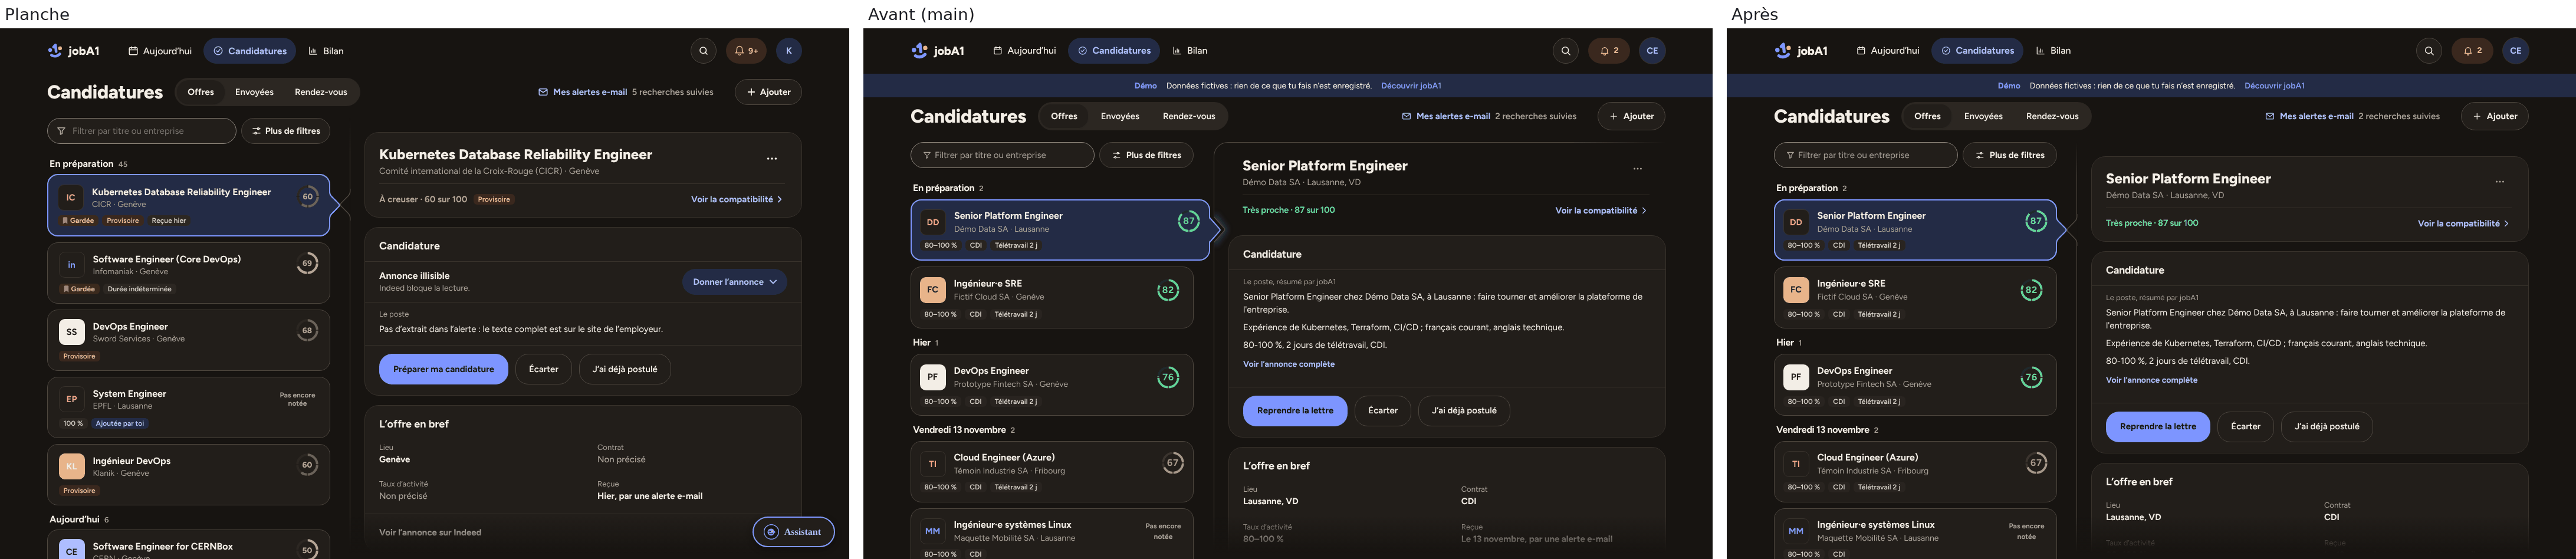 Planche
jobA1 Aujourd'hui Candidatures Bilan 9+ K
Candidatures Offres Envoyées Rendez-vous Mes alertes e-mail 5 recherches suivies + Ajouter
Filtrer par titre ou entreprise Plus de filtres
En préparation 45
IC Kubernetes Database Reliability Engineer 60
CICR · Genève
Gardée Provisoire Reçue hier
in Software Engineer (Core DevOps) 69
Infomaniak · Genève
Gardée Durée indéterminée
SS DevOps Engineer 68
Sword Services · Genève
Provisoire
EP System Engineer Pas encore notée
EPFL · Lausanne
100 % Ajoutée par toi
KL Ingénieur DevOps 60
Klanik · Genève
Provisoire
Aujourd'hui 6
CE Software Engineer for CERNBox 50
CERN · Genève
Kubernetes Database Reliability Engineer ...
Comité international de la Croix-Rouge (CICR) · Genève
À creuser · 60 sur 100 Provisoire Voir la compatibilité
Candidature
Annonce illisible
Indeed bloque la lecture.
Donner l'annonce
Le poste
Pas d'extrait dans l'alerte : le texte complet est sur le site de l'employeur.
Préparer ma candidature Écarter J'ai déjà postulé
L'offre en bref
Lieu Contrat
Genève Non précisé
Taux d'activité Reçue
Non précisé Hier, par une alerte e-mail
Voir l'annonce sur Indeed
Assistant
Avant (main)
jobA1 Aujourd'hui Candidatures Bilan 2 CE
Démo Données fictives : rien de ce que tu fais n'est enregistré. Découvrir jobA1
Candidatures Offres Envoyées Rendez-vous Mes alertes e-mail 2 recherches suivies + Ajouter
Filtrer par titre ou entreprise Plus de filtres
En préparation 2
DD Senior Platform Engineer 87
Démo Data SA · Lausanne
80–100 % CDI Télétravail 2 j
FC Ingénieur·e SRE 82
Fictif Cloud SA · Genève
80–100 % CDI Télétravail 2 j
Hier 1
PF DevOps Engineer 76
Prototype Fintech SA · Genève
80–100 % CDI Télétravail 2 j
Vendredi 13 novembre 2
TI Cloud Engineer (Azure) 67
Témoin Industrie SA · Fribourg
80–100 % CDI Télétravail 2 j
MM Ingénieur·e systèmes Linux Pas encore notée
Maquette Mobilité SA · Lausanne
80–100 % CDI
Senior Platform Engineer ...
Démo Data SA · Lausanne, VD
Très proche · 87 sur 100 Voir la compatibilité
Candidature
Le poste, résumé par jobA1
Senior Platform Engineer chez Démo Data SA, à Lausanne : faire tourner et améliorer la plateforme de
l'entreprise.
Expérience de Kubernetes, Terraform, CI/CD ; français courant, anglais technique.
80-100 %, 2 jours de télétravail, CDI.
Voir l'annonce complète
Reprendre la lettre Écarter J'ai déjà postulé
L'offre en bref
Lieu Contrat
Lausanne, VD CDI
Taux d'activité Reçue
80–100 % Le 13 novembre, par une alerte e-mail
Après
jobA1 Aujourd'hui Candidatures Bilan 2 CE
Démo Données fictives : rien de ce que tu fais n'est enregistré. Découvrir jobA1
Candidatures Offres Envoyées Rendez-vous Mes alertes e-mail 2 recherches suivies + Ajouter
Filtrer par titre ou entreprise Plus de filtres
En préparation 2
DD Senior Platform Engineer 87
Démo Data SA · Lausanne
80–100 % CDI Télétravail 2 j
FC Ingénieur·e SRE 82
Fictif Cloud SA · Genève
80–100 % CDI Télétravail 2 j
Hier 1
PF DevOps Engineer 76
Prototype Fintech SA · Genève
80–100 % CDI Télétravail 2 j
Vendredi 13 novembre 2
TI Cloud Engineer (Azure) 67
Témoin Industrie SA · Fribourg
80–100 % CDI Télétravail 2 j
MM Ingénieur·e systèmes Linux Pas encore notée
Maquette Mobilité SA · Lausanne
80–100 % CDI
Senior Platform Engineer ...
Démo Data SA · Lausanne, VD
Très proche · 87 sur 100 Voir la compatibilité
Candidature
Le poste, résumé par jobA1
Senior Platform Engineer chez Démo Data SA, à Lausanne : faire tourner et améliorer la plateforme de
l'entreprise.
Expérience de Kubernetes, Terraform, CI/CD ; français courant, anglais technique.
80-100 %, 2 jours de télétravail, CDI.
Voir l'annonce complète
Reprendre la lettre Écarter J'ai déjà postulé
L'offre en bref
Lieu Contrat
Lausanne, VD CDI
Taux d'activité Reçue